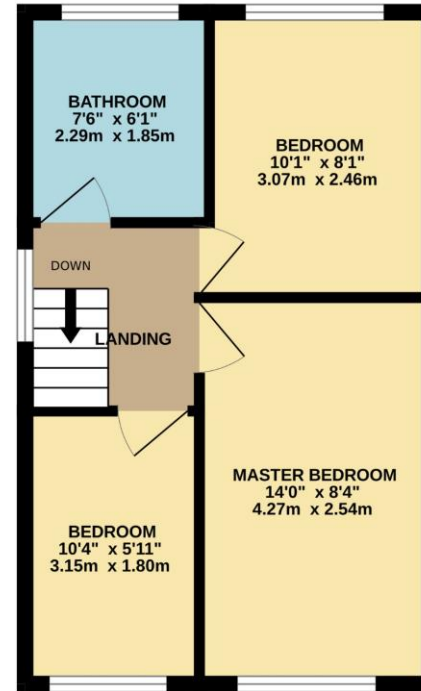 BATHROOM
7'6" x 6'1"
2.29m x 1.85m
BEDROOM
10'1" x 8'1"
3.07m x 2.46m
DOWN
LANDING
MASTER BEDROOM
14'0" x 8'4"
4.27m x 2.54m
BEDROOM
10'4" x 5'11"
3.15m x 1.80m